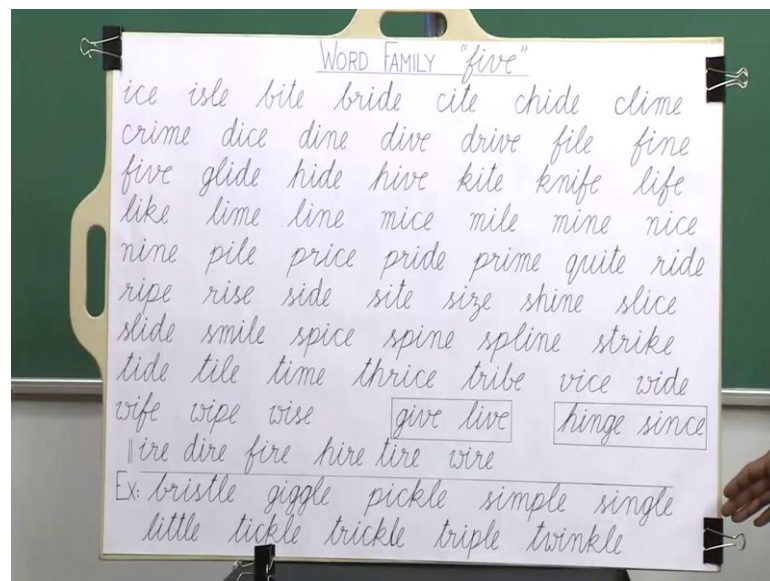 WORD FAMILY "five"
ice isle bite bride cite chide clime
crime dice dine dive drive file fine
five glide hide hive kite knife life
like lime line mice mile mine nice
nine pile price pride prime quite ride
ripe rise side site size shine slice
slide smile spice spine spline strike
tide tile time thrice tribe vice wide
wife wipe wise give live hinge since
ire dire fire hire tire wire
Ex: bristle giggle pickle simple single
little tickle trickle triple twinkle